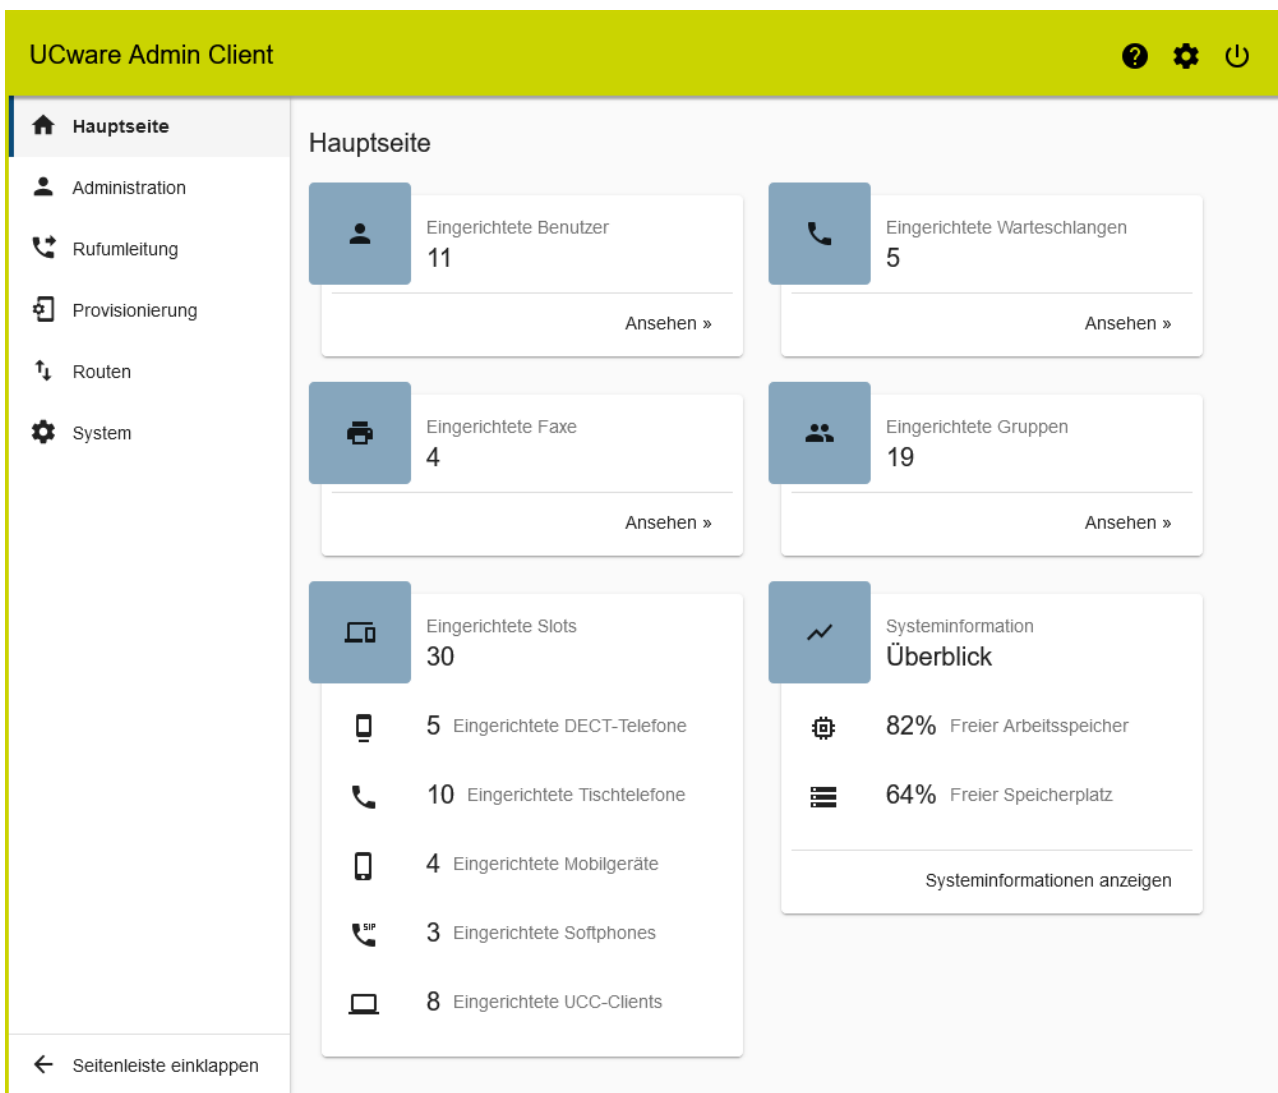 UCware Admin Client
Hauptseite
Administration
Rufumleitung
Provisionierung
Routen
System
Seitenleiste einklappen
Hauptseite
Eingerichtete Benutzer
11
Ansehen »
Eingerichtete Warteschlangen
5
Ansehen »
Eingerichtete Faxe
4
Ansehen »
Eingerichtete Gruppen
19
Ansehen »
Eingerichtete Slots
30
5 Eingerichtete DECT-Telefone
10 Eingerichtete Tischtelefone
4 Eingerichtete Mobilgeräte
SIP
3 Eingerichtete Softphones
8 Eingerichtete UCC-Clients
Systeminformation
Überblick
82% Freier Arbeitsspeicher
64% Freier Speicherplatz
Systeminformationen anzeigen